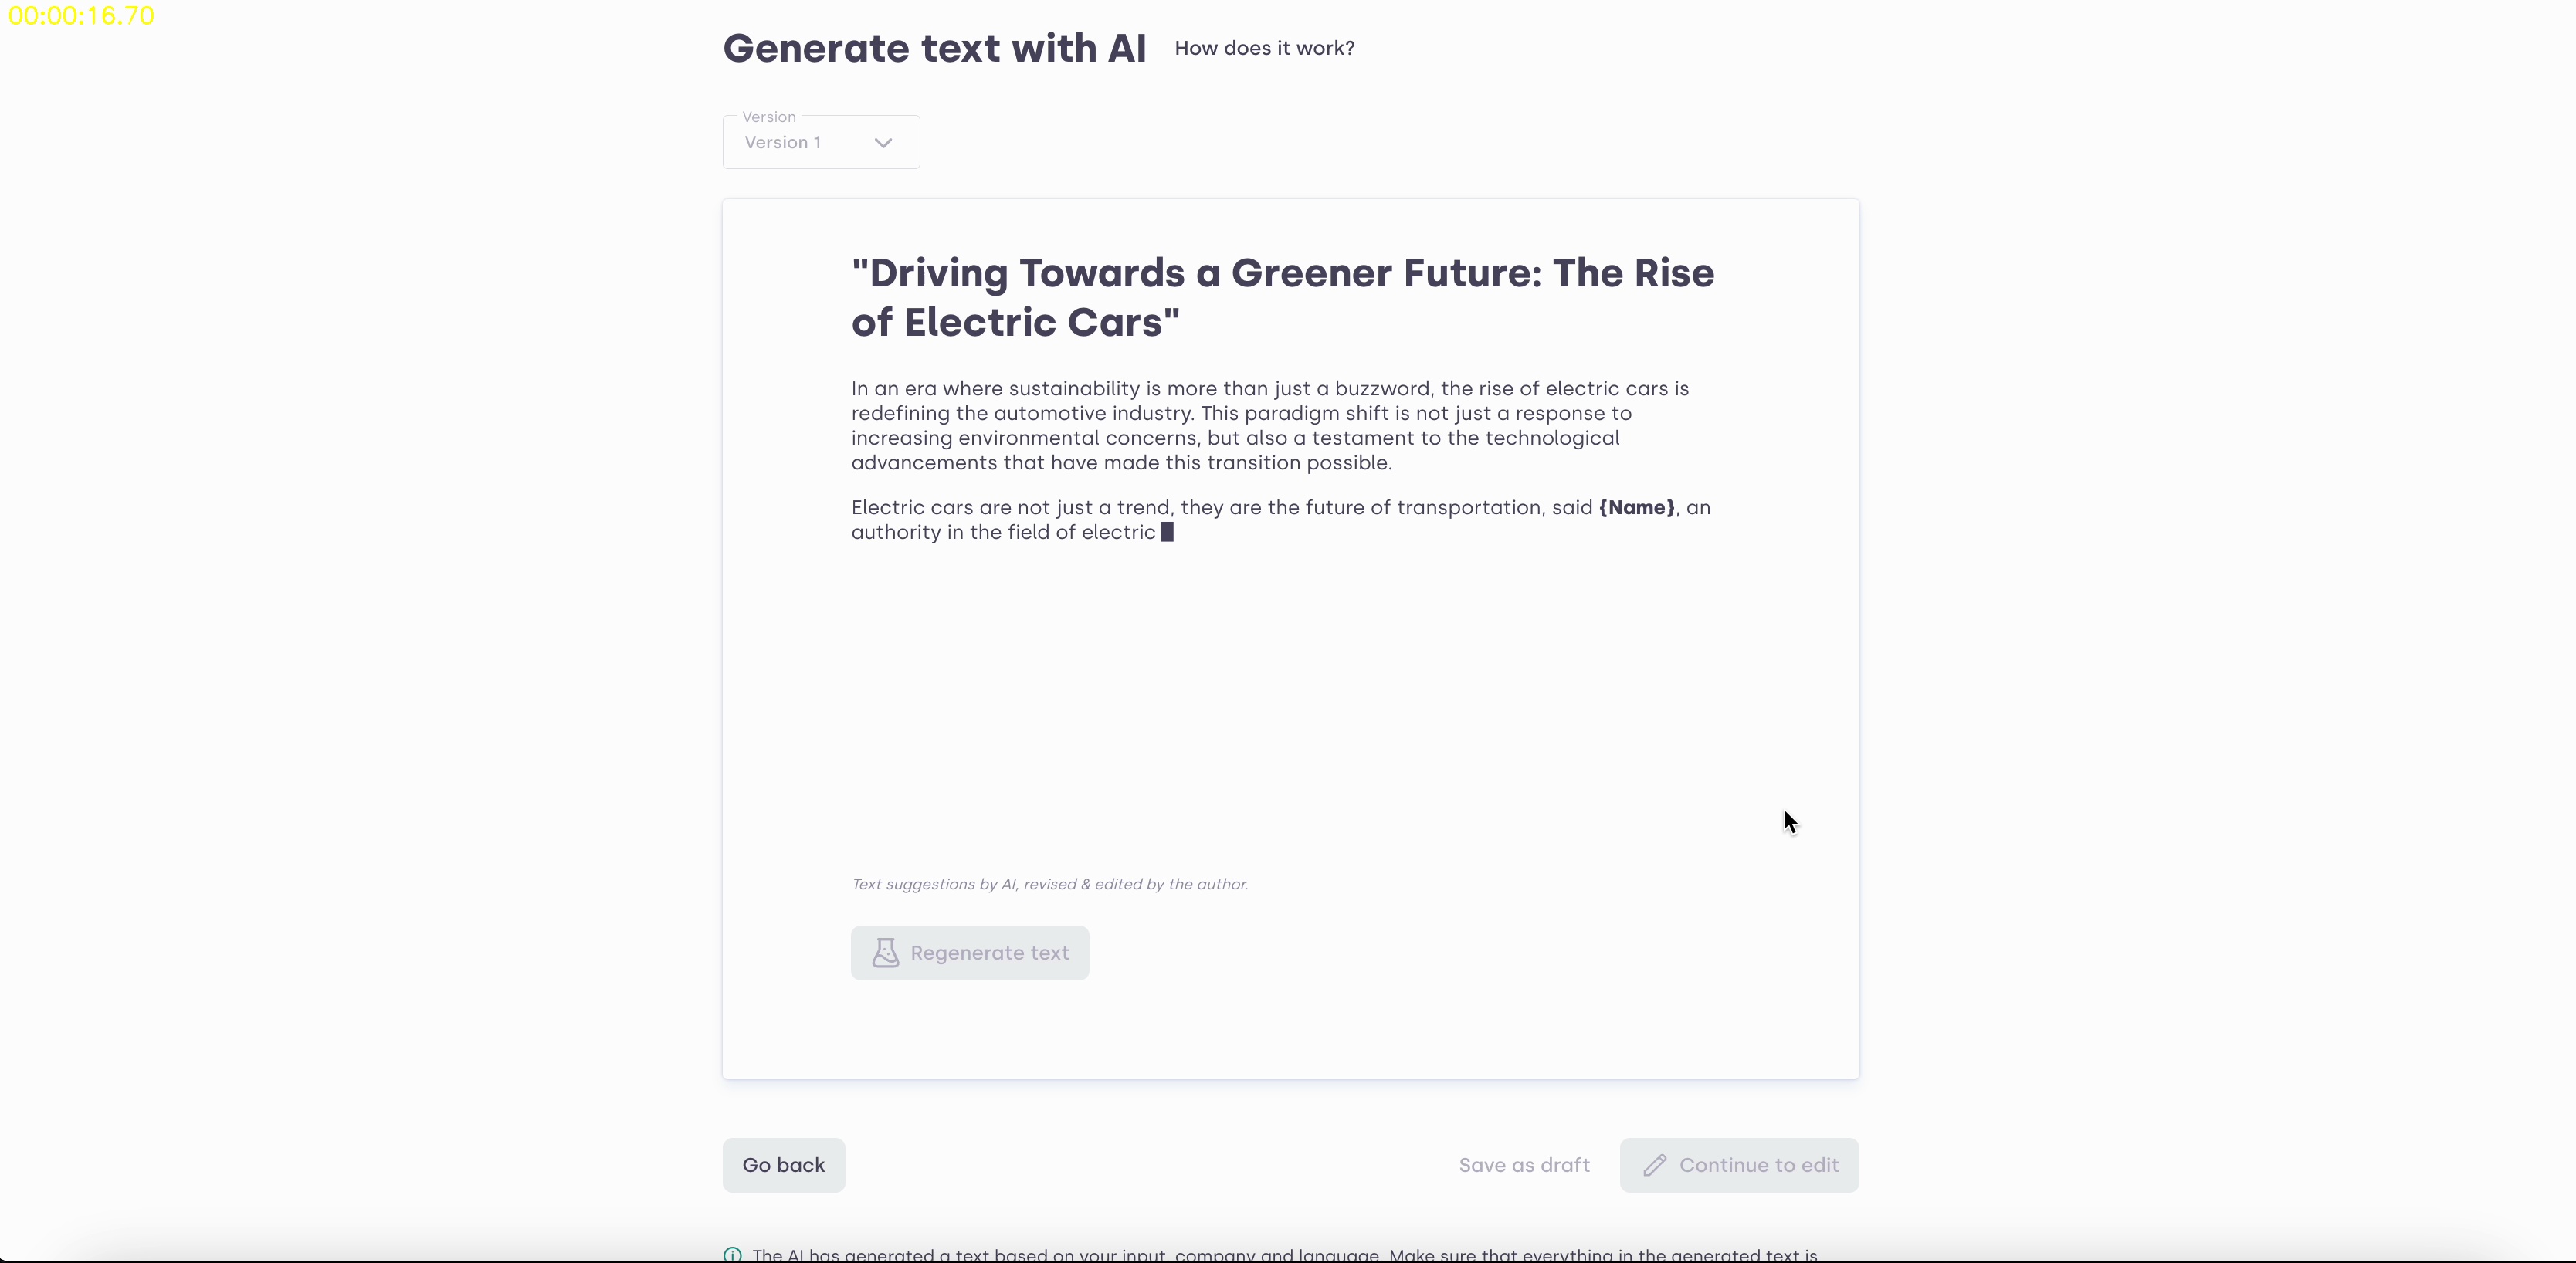 00:00:16.70
Generate text with AI How does it work?
Version
Version 1
"Driving Towards a Greener Future: The Rise
of Electric Cars"
In an era where sustainability is more than just a buzzword, the rise of electric cars is
redefining the automotive industry. This paradigm shift is not just a response to
increasing environmental concerns, but also a testament to the technological
advancements that have made this transition possible.
Electric cars are not just a trend, they are the future of transportation, said {Name}, an
authority in the field of electric
Text suggestions by AI, revised & edited by the author.
Regenerate text
Go back
Save as draft
Continue to edit
The AI has generated a text based on your input, company and language. Make sure that everything in the generated text is